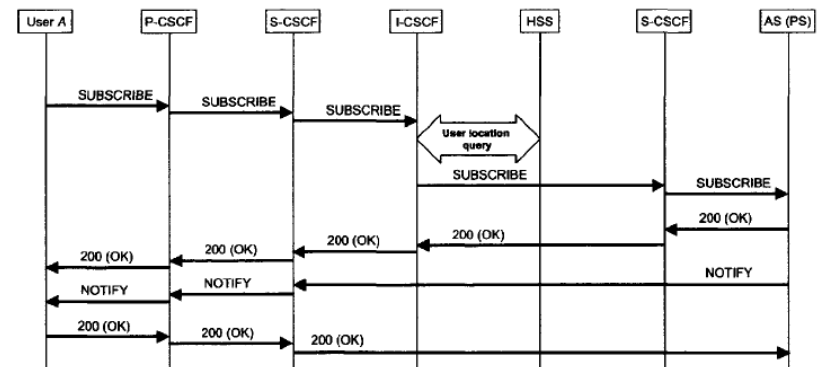 User A
P-CSCF
S-CSCF
I-CSCF
HSS
S-CSCF
AS (PS)
SUBSCRIBE
SUBSCRIBE
SUBSCRIBE
User location
query
SUBSCRIBE
SUBSCRIBE
200 (OK)
200 (OK)
200 (OK)
200 (OK)
200 (OK)
NOTIFY
NOTIFY
NOTIFY
200 (OK)
200 (OK)
200 (OK)